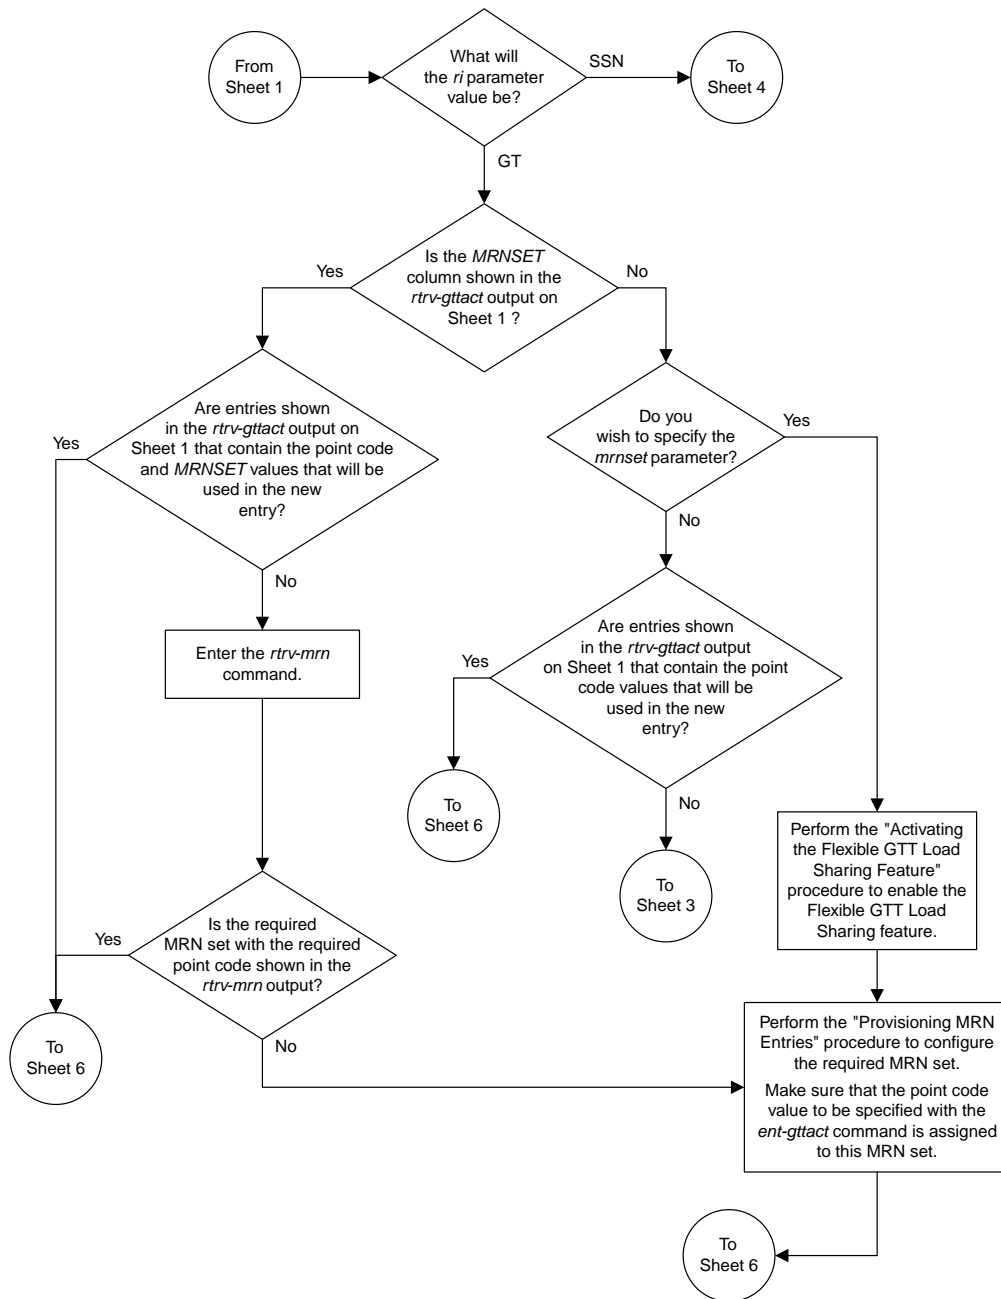 From
Sheet 1
What will
the ri parameter
value be?
SSN
To
Sheet 4
GT
Is the MRNSET
column shown in the
rtrv-gttact output on
Sheet 1 ?
Yes
No
Are entries shown
in the rtrv-gttact output on
Sheet 1 that contain the point code
and MRNSET values that will be
used in the new
entry?
Yes
No
Do you
wish to specify the
mrnset parameter?
Yes
No
Enter the rtrv-mrn
command.
Are entries shown
in the rtrv-gttact output
on Sheet 1 that contain the point
code values that will be
used in the new
entry?
Yes
No
To
Sheet 6
To
Sheet 3
Perform the "Activating
the Flexible GTT Load
Sharing Feature"
procedure to enable the
Flexible GTT Load
Sharing feature.
Is the required
MRN set with the required
point code shown in the
rtrv-mrn output?
Yes
No
To
Sheet 6
Perform the "Provisioning MRN
Entries" procedure to configure
the required MRN set.
Make sure that the point code
value to be specified with the
ent-gttact command is assigned
to this MRN set.
To
Sheet 6